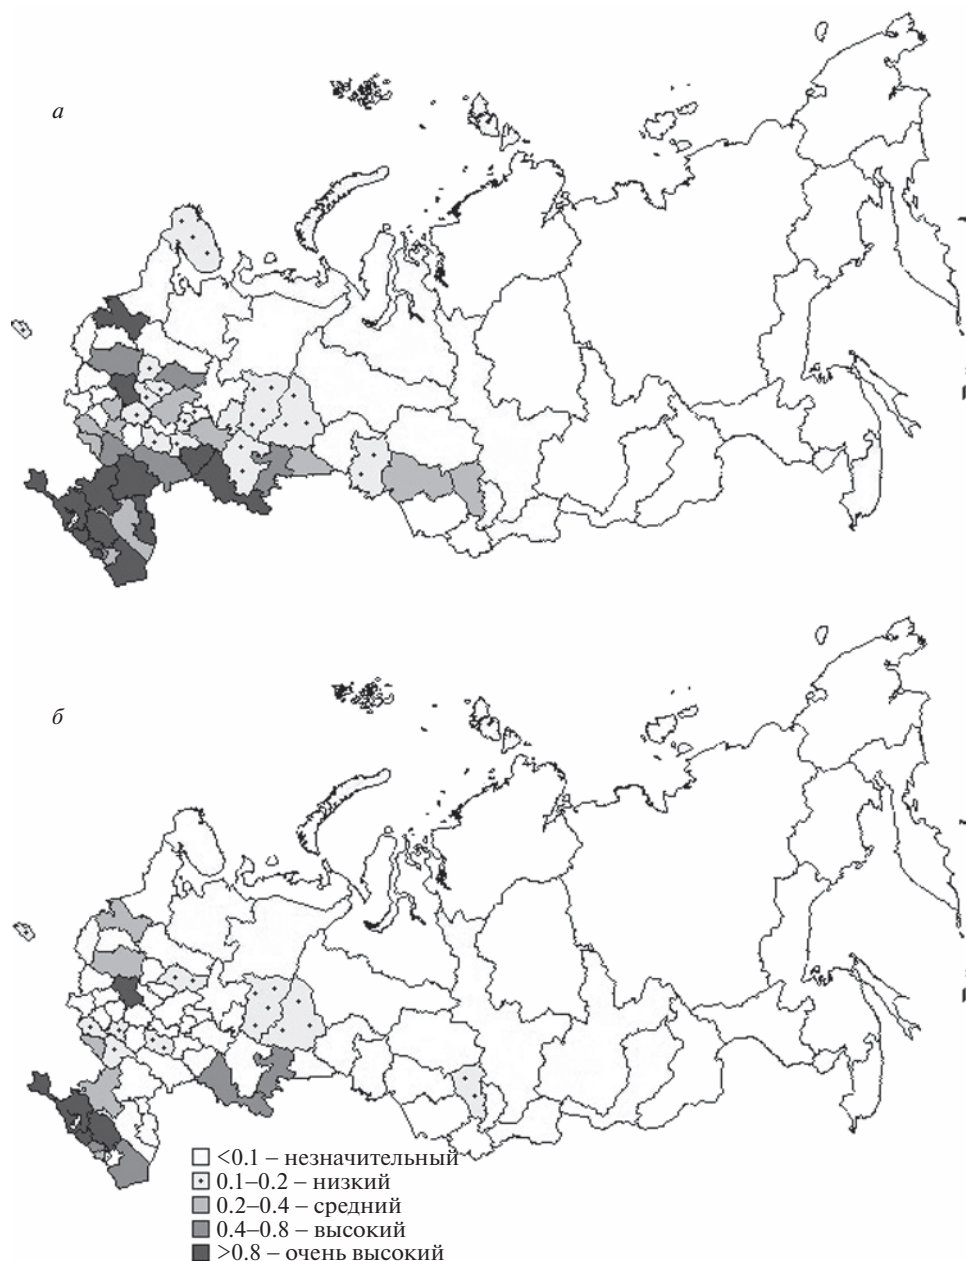 а
б
<0.1 – незначительный
0.1–0.2 – низкий
0.2–0.4 – средний
0.4–0.8 – высокий
>0.8 – очень высокий